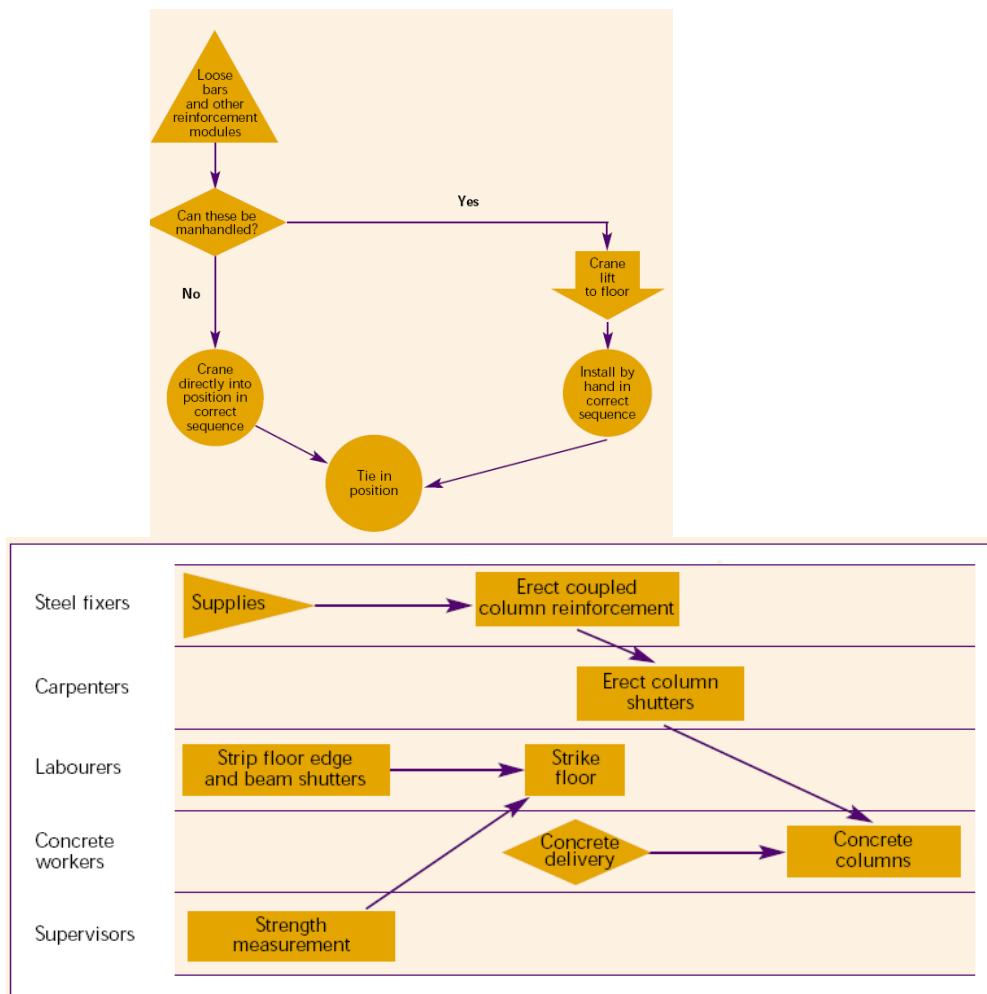 Loose
bars
and other
reinforcement
modules
Can these be
manhandled?
Yes
No
Crane
lift
to floor
Crane
directly into
position in
correct
sequence
Install by
hand in
correct
sequence
Tie in
position
Steel fixers
Supplies
Erect coupled
column reinforcement
Carpenters
Erect column
shutters
Labourers
Strip floor edge
and beam shutters
Strike
floor
Concrete
workers
Concrete
delivery
Concrete
columns
Supervisors
Strength
measurement